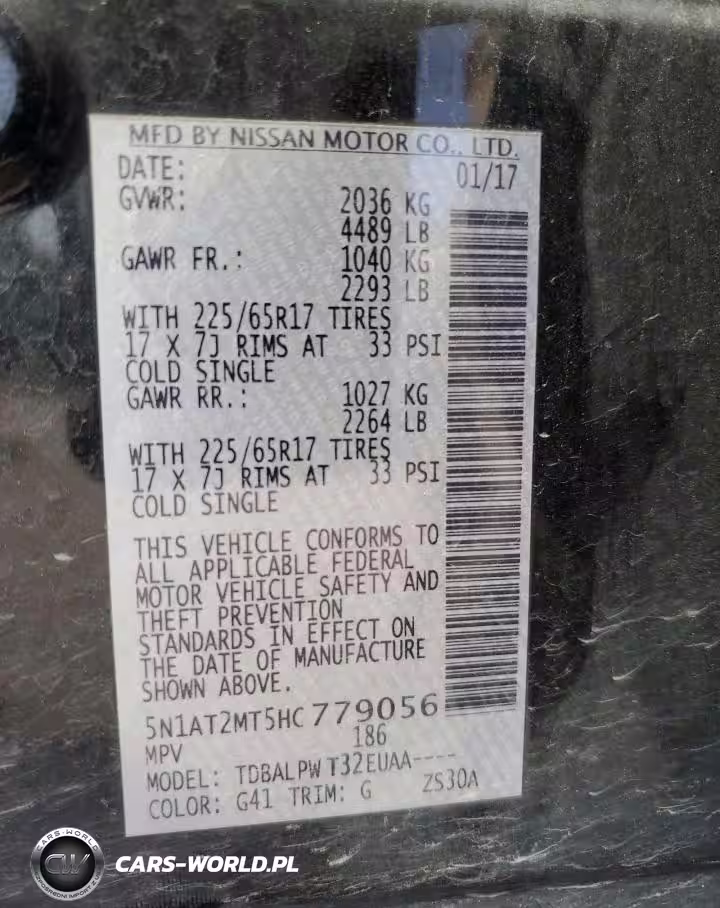 MFD BY NISSAN MOTOR CO., LTD.
DATE: 01/17
GVWR: 2036 KG
4489 LB
GAWR FR.: 1040 KG
2293 LB
WITH 225/65R17 TIRES
17 X 7J RIMS AT 33 PSI
COLD SINGLE
GAWR RR.: 1027 KG
2264 LB
WITH 225/65R17 TIRES
17 X 7J RIMS AT 33 PSI
COLD SINGLE
THIS VEHICLE CONFORMS TO
ALL APPLICABLE FEDERAL
MOTOR VEHICLE SAFETY AND
THEFT PREVENTION
STANDARDS IN EFFECT ON
THE DATE OF MANUFACTURE
SHOWN ABOVE.
5N1AT2MT5HC779056
MPV 186
MODEL: TDBALPWT32EUAA----
COLOR: G41 TRIM: G ZS30A
CARS-WORLD
CW
CARS-WORLD.PL